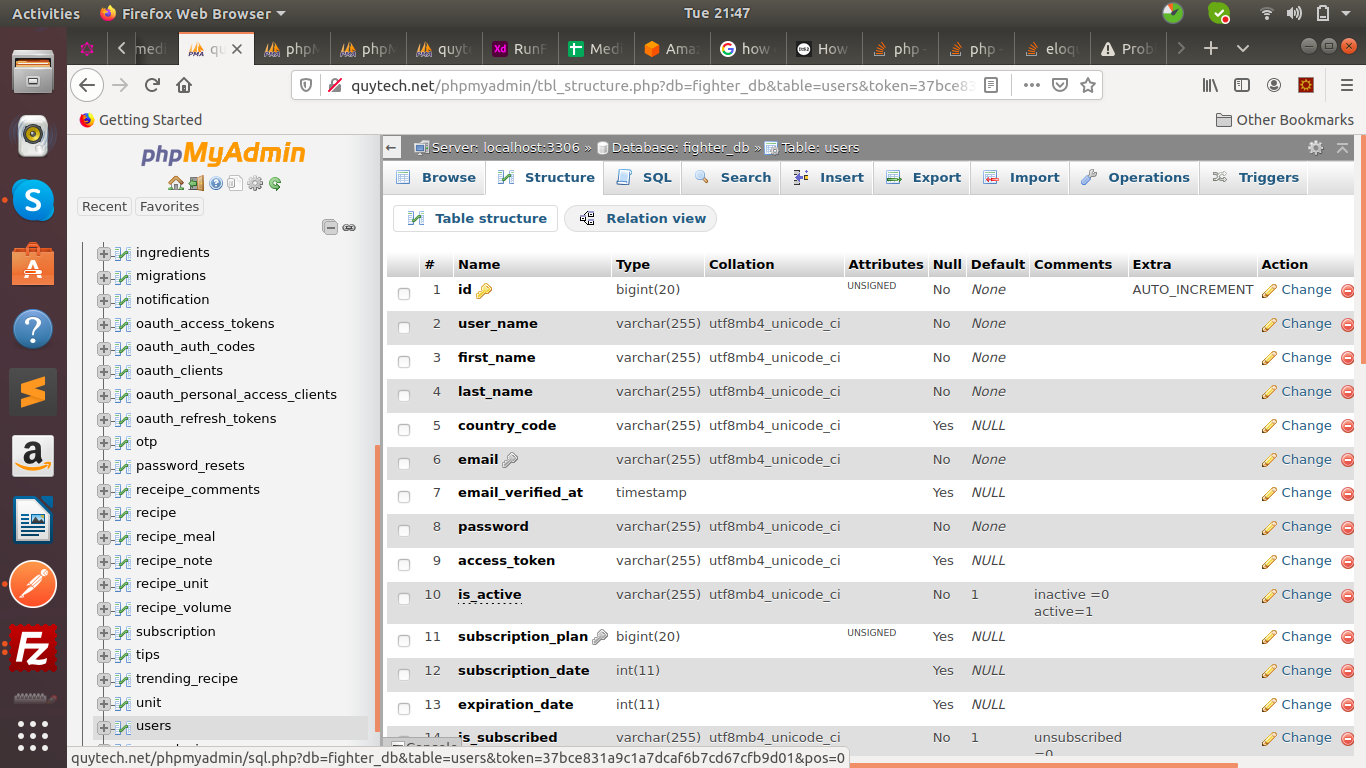 Activities Firefox Web Browser Tue 21:47
medi qu phpM phpM quyte RunF Medi Amaz how How php - php - eloqu Prob
quytech.net/phpmyadmin/tbl_structure.php?db=fighter_db&table=users&token=37bce83
Getting Started Other Bookmarks
phpMyAdmin
Recent Favorites
ingredients
migrations
notification
oauth_access_tokens
oauth_auth_codes
oauth_clients
oauth_personal_access_clients
oauth_refresh_tokens
otp
password_resets
receipe_comments
recipe
recipe_meal
recipe_note
recipe_unit
recipe_volume
subscription
tips
trending_recipe
unit
users
Server: localhost:3306 » Database: fighter_db » Table: users
Browse Structure SQL Search Insert Export Import Operations Triggers
Table structure Relation view
# Name Type Collation Attributes Null Default Comments Extra Action
1 id bigint(20) UNSIGNED No None AUTO_INCREMENT Change
2 user_name varchar(255) utf8mb4_unicode_ci No None Change
3 first_name varchar(255) utf8mb4_unicode_ci No None Change
4 last_name varchar(255) utf8mb4_unicode_ci No None Change
5 country_code varchar(255) utf8mb4_unicode_ci Yes NULL Change
6 email varchar(255) utf8mb4_unicode_ci No None Change
7 email_verified_at timestamp Yes NULL Change
8 password varchar(255) utf8mb4_unicode_ci No None Change
9 access_token varchar(255) utf8mb4_unicode_ci Yes NULL Change
10 is_active varchar(255) utf8mb4_unicode_ci No 1 inactive =0 Change
active=1
11 subscription_plan bigint(20) UNSIGNED Yes NULL Change
12 subscription_date int(11) Yes NULL Change
13 expiration_date int(11) Yes NULL Change
14 is_subscribed varchar(255) utf8mb4_unicode_ci No 1 unsubscribed Change
=0
Console
quytech.net/phpmyadmin/sql.php?db=fighter_db&table=users&token=37bce831a9c1a7dcaf6b7cd67cfb9d01&pos=0